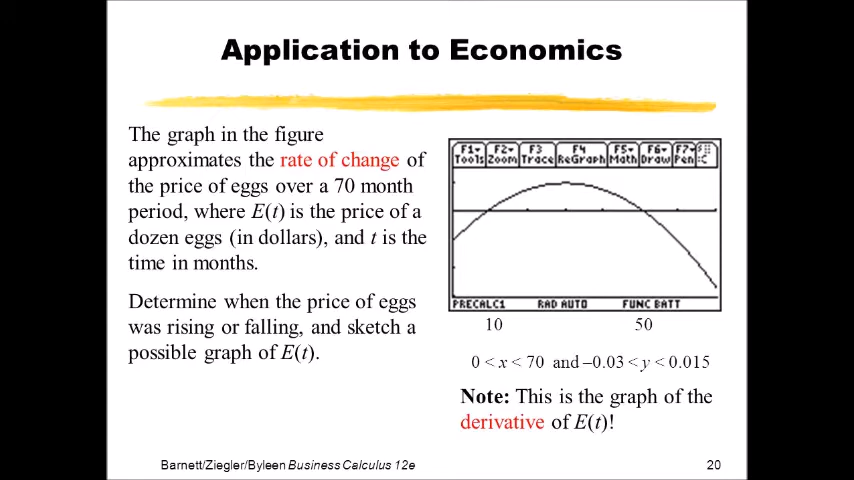 Application to Economics
The graph in the figure
approximates the rate of change of
the price of eggs over a 70 month
period, where E(t) is the price of a
dozen eggs (in dollars), and t is the
time in months.
Determine when the price of eggs
was rising or falling, and sketch a
possible graph of E(t).
F1 F2 F3 F4 F5 F6 F7
Tools Zoom Trace ReGraph Math Draw Pen
PRECALC1 RAD AUTO FUNC BATT
10 50
0 < x < 70 and –0.03 < y < 0.015
Note: This is the graph of the
derivative of E(t)!
Barnett/Ziegler/Byleen Business Calculus 12e
20